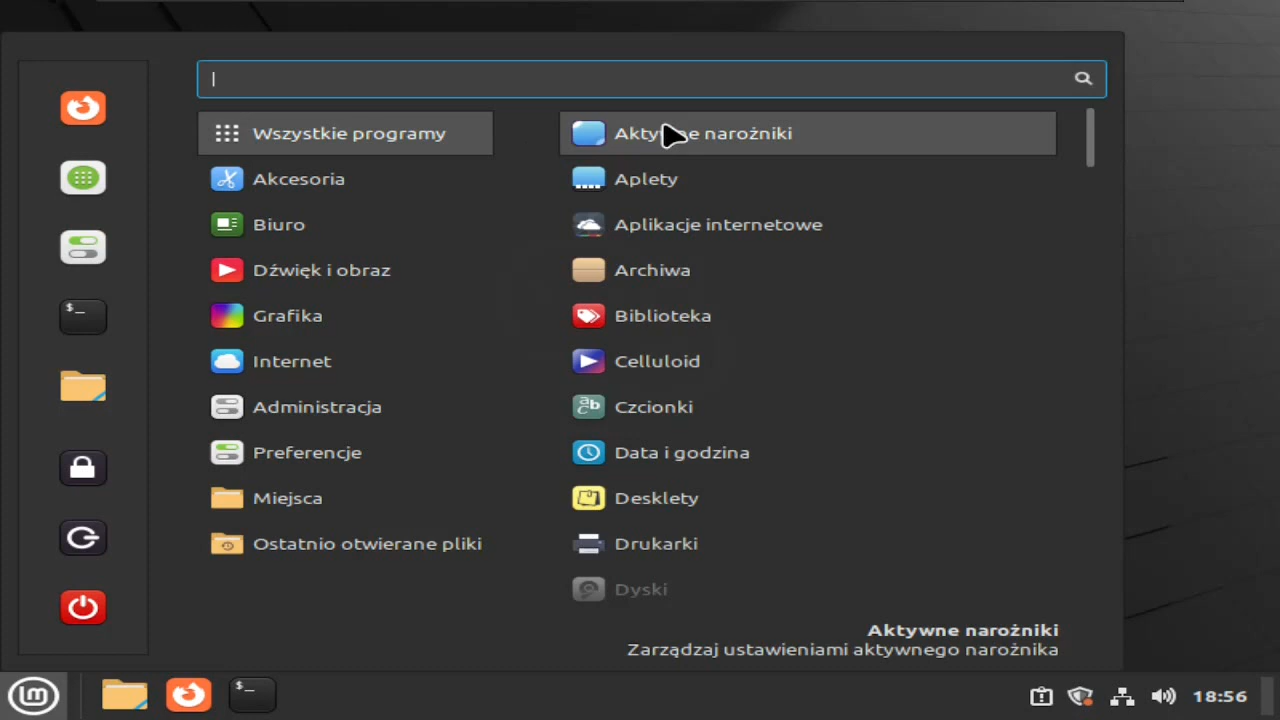 Wszystkie programy
Akcesoria
Biuro
Dźwięk i obraz
Grafika
Internet
Administracja
Preferencje
Miejsca
Ostatnio otwierane pliki
Aktywne narożniki
Aplety
Aplikacje internetowe
Archiwa
Biblioteka
Celluloid
Czcionki
Data i godzina
Desklety
Drukarki
Dyski
Aktywne narożniki
Zarządzaj ustawieniami aktywnego narożnika
18:56